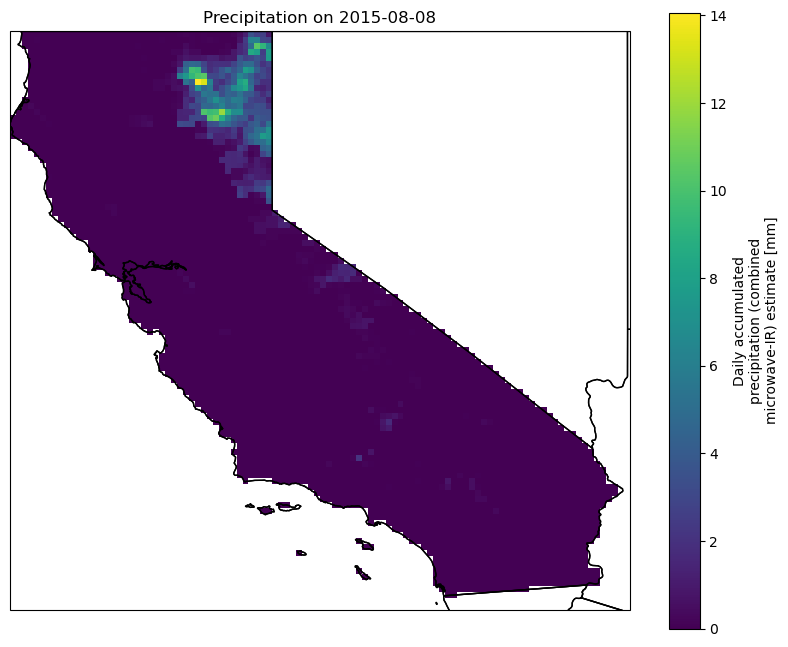 Precipitation on 2015-08-08
14
12
10
8
6
4
2
0
Daily accumulated
precipitation (combined
microwave-IR) estimate [mm]